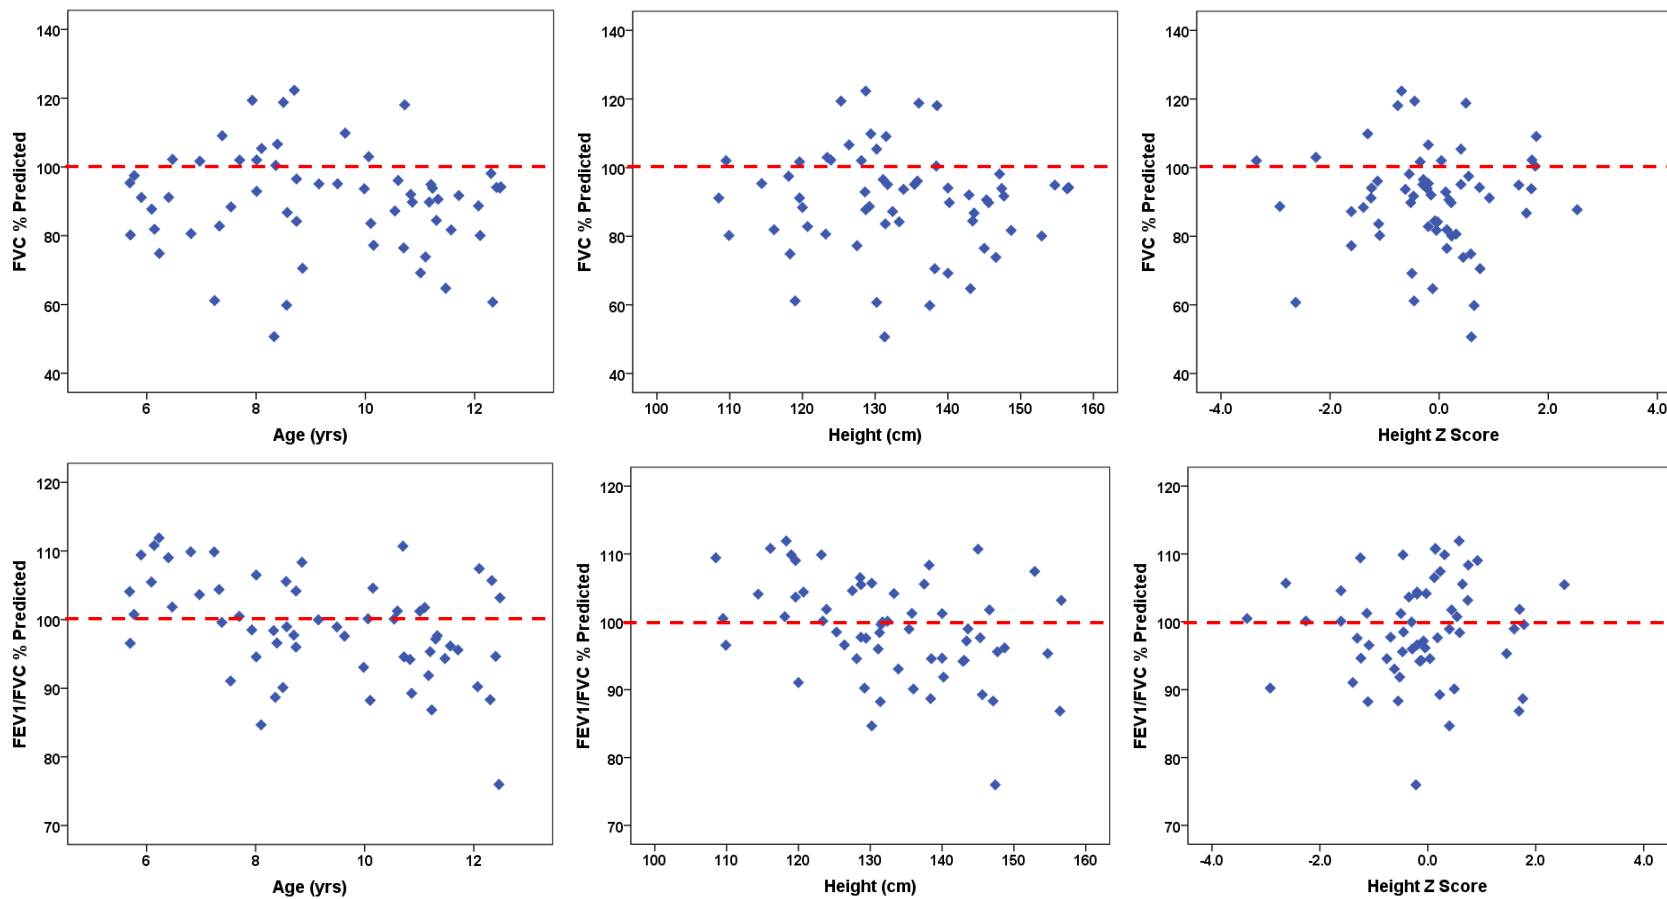 140
120
100
80
60
40
FVC % Predicted
6 8 10 12
Age (yrs)
140
120
100
80
60
40
FVC % Predicted
100 110 120 130 140 150 160
Height (cm)
140
120
100
80
60
40
FVC % Predicted
-4.0 -2.0 0.0 2.0 4.0
Height Z Score
120
110
100
90
80
70
FEV1/FVC % Predicted
6 8 10 12
Age (yrs)
120
110
100
90
80
70
FEV1/FVC % Predicted
100 110 120 130 140 150 160
Height (cm)
120
110
100
90
80
70
FEV1/FVC % Predicted
-4.0 -2.0 0.0 2.0 4.0
Height Z Score